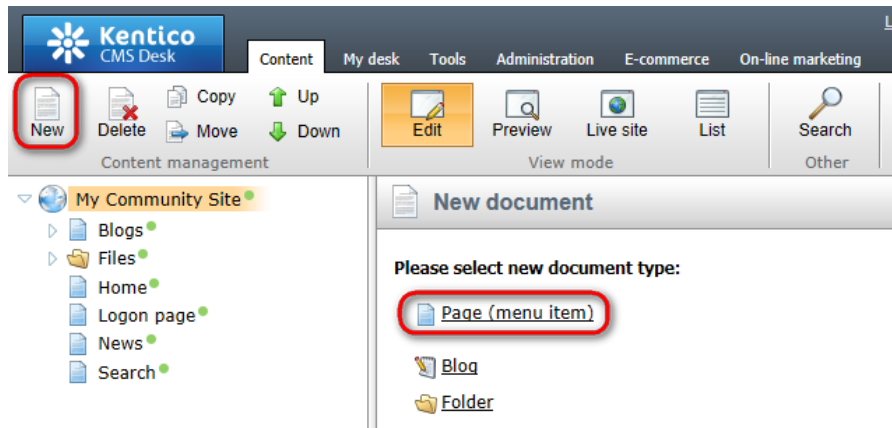 Kentico
CMS Desk
Content My desk Tools Administration E-commerce On-line marketing
New Delete Copy Move Up Down Edit Preview Live site List Search
Content management View mode Other
My Community Site
Blogs
Files
Home
Logon page
News
Search
New document
Please select new document type:
Page (menu item)
Blog
Folder